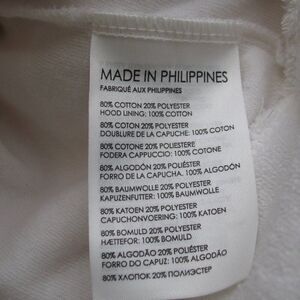 MADE IN PHILIPPINES
FABRIQUÉ AUX PHILIPPINES
80% COTTON 20% POLYESTER
HOOD LINING: 100% COTTON
80% COTON 20% POLYESTER
DOUBLURE DE LA CAPUCHE: 100% COTON
80% COTONE 20% POLIESTERE
FODERA CAPPUCCIO: 100% COTONE
80% ALGODÓN 20% POLIÉSTER
FORRO DE LA CAPUCHA. 100% ALGODÓN
80% BAUMWOLLE 20% POLYESTER
KAPUZENFUTTER: 100% BAUMWOLLE
80% KATOEN 20% POLYESTER
CAPUCHONVOERING: 100% KATOEN
80% BOMULD 20% POLYESTER
HÆTTEFOR: 100% BOMULD
80% ALGODÃO 20% POLIÉSTER
FORRO DO CAPUZ: 100% ALGODÃO
80% ХЛОПОК 20% ПОЛИЭСТЕР